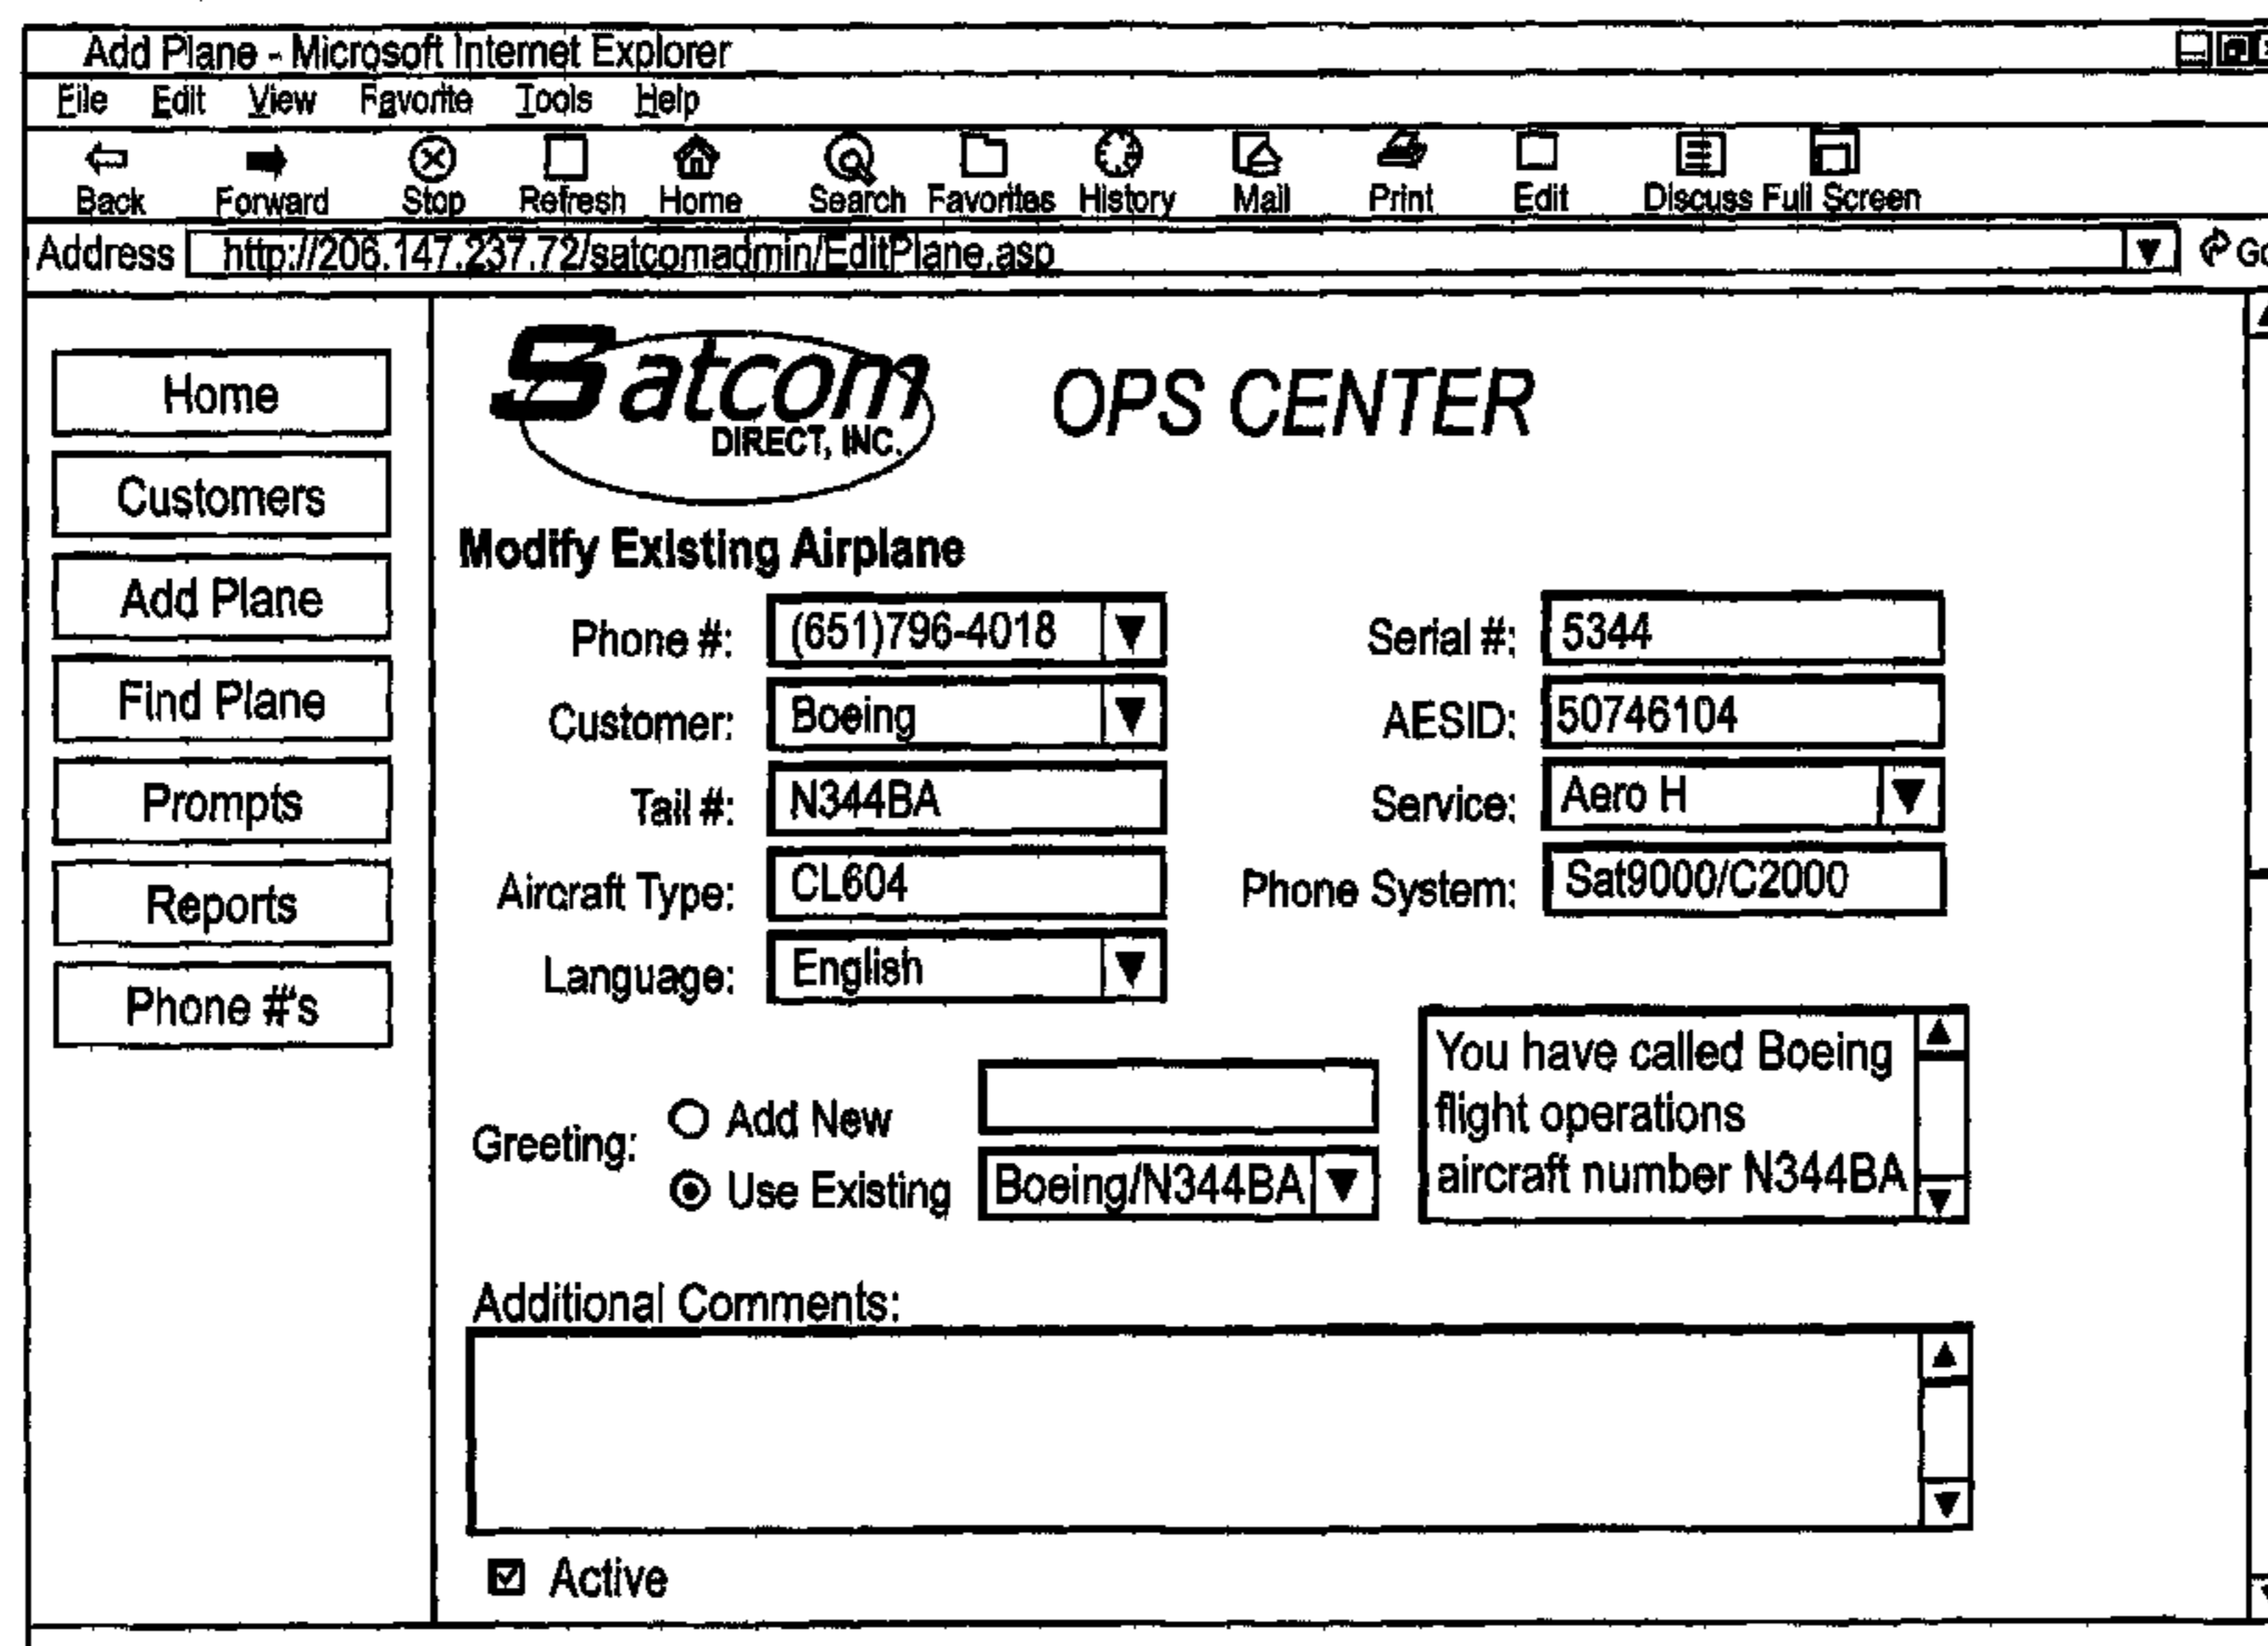 Add Plane - Microsoft Internet Explorer
File Edit View Favorite Tools Help
Back Forward Stop Refresh Home Search Favorites History Mail Print Edit Discuss Full Screen
Address http://206.147.237.72/satcomadmin/EditPlane.asp Go
Home
Customers
Add Plane
Find Plane
Prompts
Reports
Phone #'s
Satcom
DIRECT, INC.
OPS CENTER
Modify Existing Airplane
Phone #: (651)796-4018 Serial #: 5344
Customer: Boeing AESID: 50746104
Tail #: N344BA Service: Aero H
Aircraft Type: CL604 Phone System: Sat9000/C2000
Language: English
Greeting: Add New
Use Existing Boeing/N344BA
You have called Boeing
flight operations
aircraft number N344BA
Additional Comments:
Active